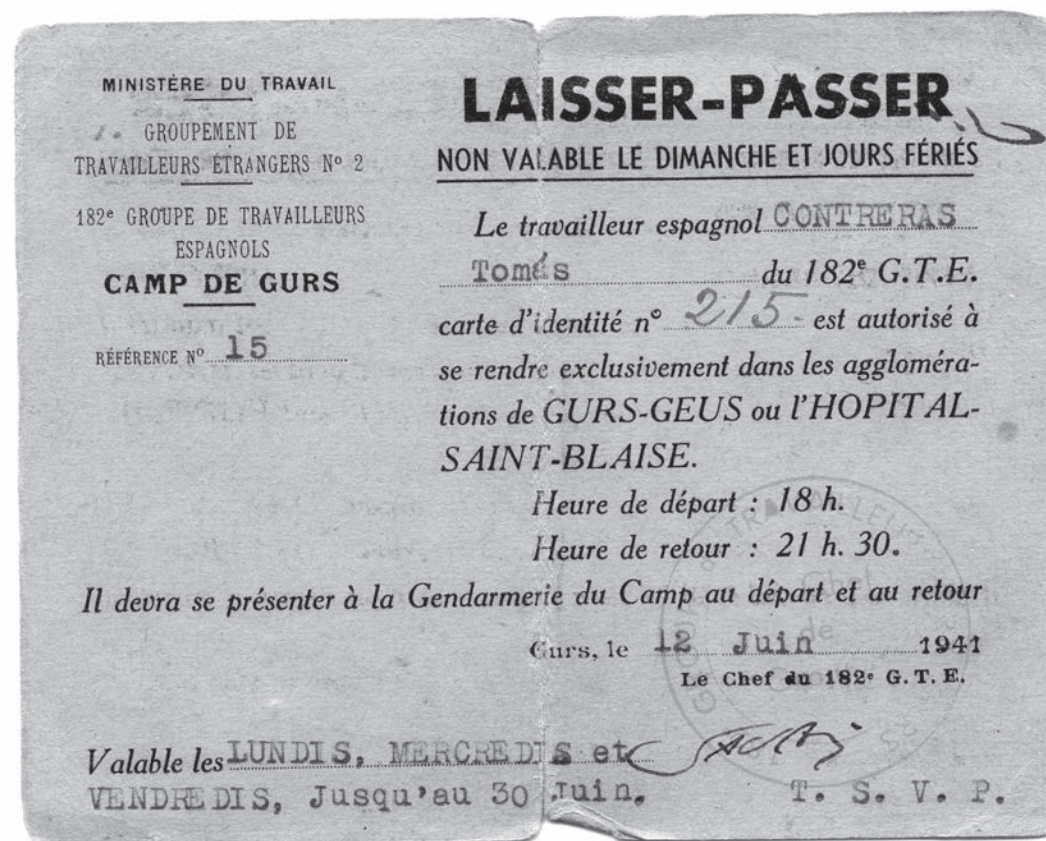 MINISTÈRE DU TRAVAIL
GROUPEMENT DE
TRAVAILLEURS ÉTRANGERS Nº 2
182e GROUPE DE TRAVAILLEURS
ESPAGNOLS
CAMP DE GURS
RÉFÉRENCE Nº 15
LAISSER-PASSER
NON VALABLE LE DIMANCHE ET JOURS FÉRIÉS
Le travailleur espagnol CONTRERAS
Tomás du 182e G.T.E.
carte d'identité nº 215- est autorisé à
se rendre exclusivement dans les aggloméra-
tions de GURS-GEUS ou l'HOPITAL-
SAINT-BLAISE.
Heure de départ : 18 h.
Heure de retour : 21 h. 30.
Il devra se présenter à la Gendarmerie du Camp au départ et au retour
Gurs, le 12 Juin 1941
Le Chef du 182e G.T.E.
Valable les LUNDIS, MERCREDIS et
VENDREDIS, Jusqu'au 30 Juin.
T. S. V. P.